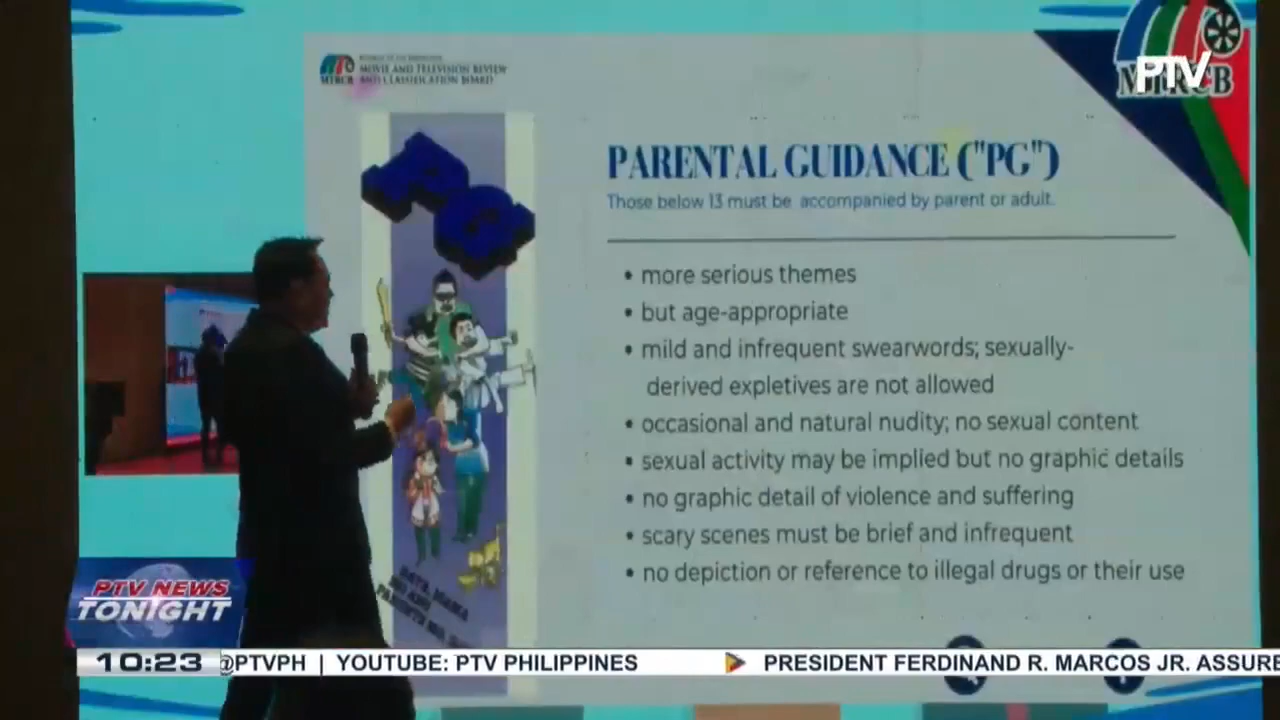 MTRCB
MOVIE AND TELEVISION REVIEW
AND CLASSIFICATION BOARD
PTV
PG
PARENTAL GUIDANCE ("PG")
Those below 13 must be accompanied by parent or adult.
• more serious themes
• but age-appropriate
• mild and infrequent swearwords; sexually-
derived expletives are not allowed
• occasional and natural nudity; no sexual content
• sexual activity may be implied but no graphic details
• no graphic detail of violence and suffering
• scary scenes must be brief and infrequent
• no depiction or reference to illegal drugs or their use
PTV NEWS
TONIGHT
10:23 @PTVPH | YOUTUBE: PTV PHILIPPINES PRESIDENT FERDINAND R. MARCOS JR. ASSURE